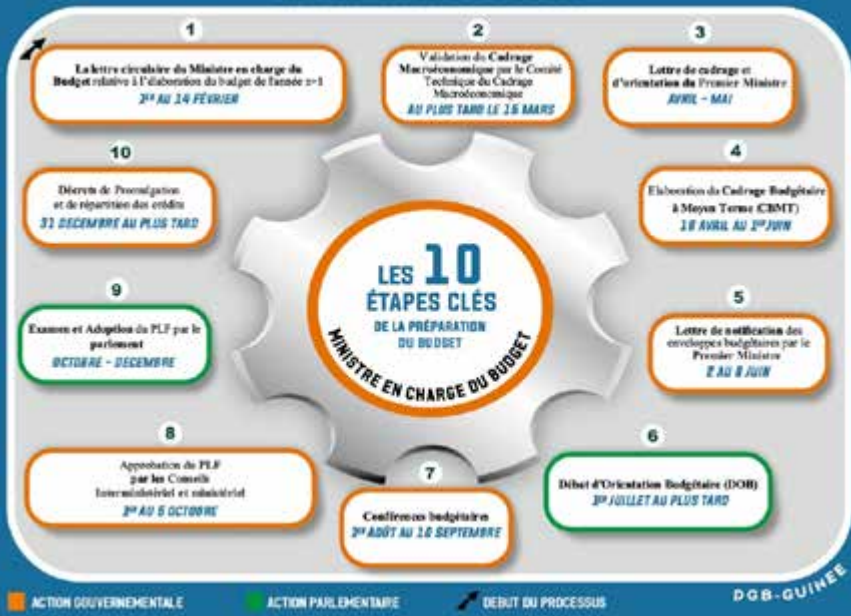 1
La lettre circulaire du Ministre en charge du
Budget relative à l'élaboration du budget de l'année n+1
1ER AU 14 FÉVRIER
2
Validation du Cadrage
Macroéconomique par le Comité
Technique du Cadrage
Macroéconomique
AU PLUS TARD LE 15 MARS
3
Lettre de cadrage et
d'orientation du Premier Ministre
AVRIL - MAI
4
Elaboration du Cadrage Budgétaire
à Moyen Terme (CBMT)
AVRIL AU 1ER JUIN
5
Lettre de notification des
enveloppes budgétaires par le
Premier Ministre
2 AU JUIN
6
Débat d'Orientation Budgétaire (DOB)
JUILLET AU PLUS TARD
7
Conférences budgétaires
1ER AOÛT AU 10 SEPTEMBRE
8
Approbation du PLF
par les Conseils
Interministériel et ministériel
1ER AU 5 OCTOBRE
9
Examen et Adoption du PLF par le
parlement
OCTOBRE - DECEMBRE
10
Décrets de Promulgation
et de répartition des crédits
31 DECEMBRE AU PLUS TARD
LES 10
ÉTAPES CLÉS
DE LA PRÉPARATION
DU BUDGET
MINISTRE EN CHARGE DU BUDGET
ACTION GOUVERNEMENTALE
ACTION PARLEMENTAIRE
DEBUT DU PROCESSUS
DGB-GUINÉE